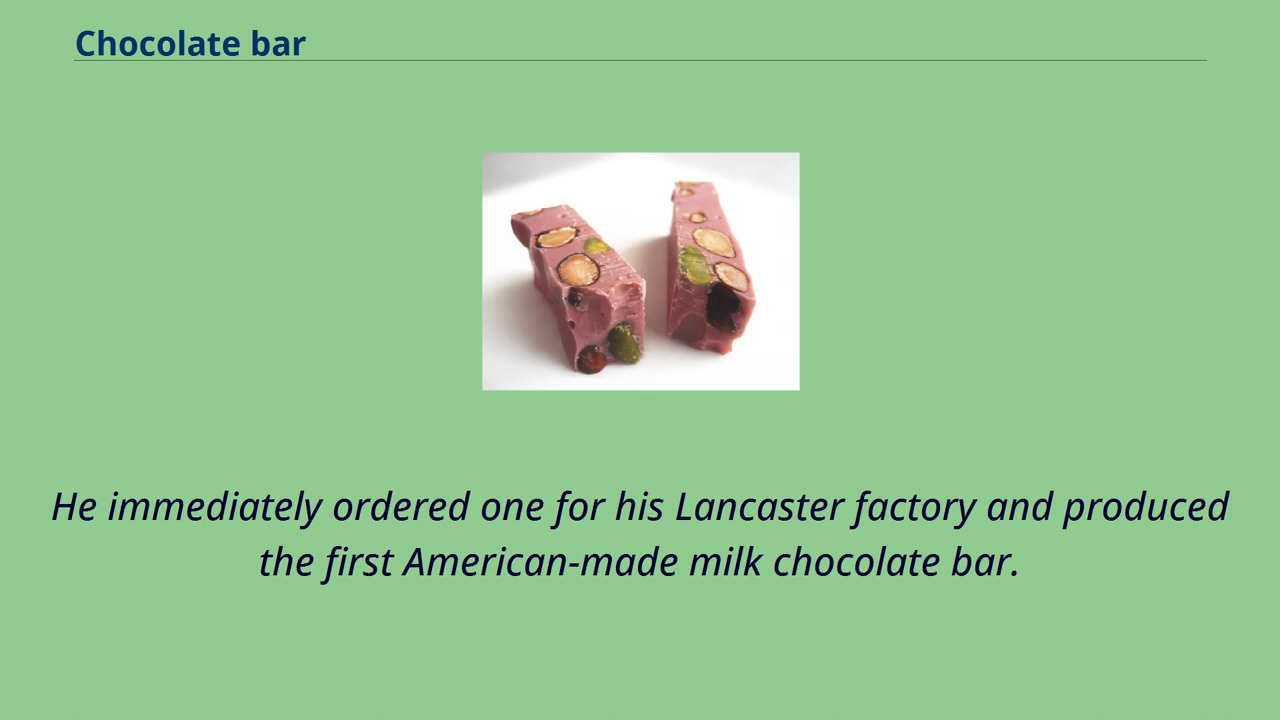 Chocolate bar
He immediately ordered one for his Lancaster factory and produced
the first American-made milk chocolate bar.